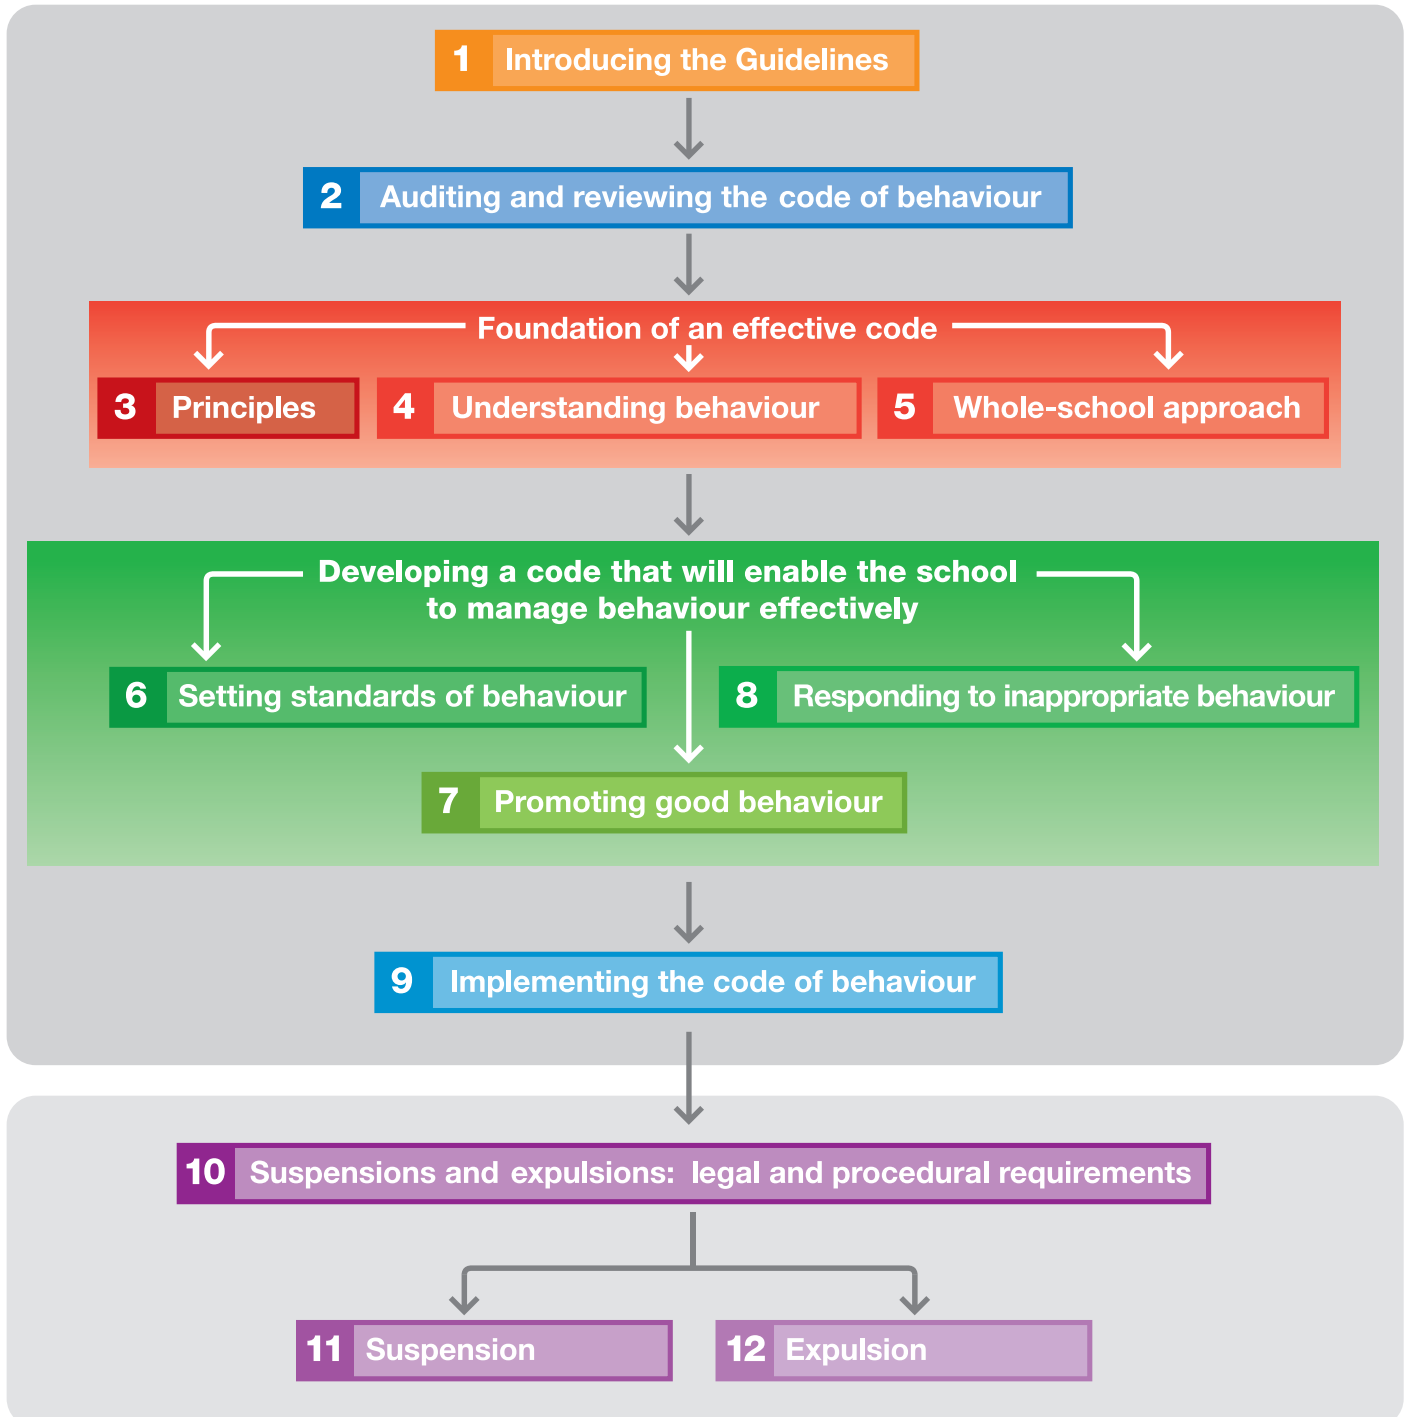 1 Introducing the Guidelines
2 Auditing and reviewing the code of behaviour
Foundation of an effective code
3 Principles
4 Understanding behaviour
5 Whole-school approach
Developing a code that will enable the school
to manage behaviour effectively
6 Setting standards of behaviour
8 Responding to inappropriate behaviour
7 Promoting good behaviour
9 Implementing the code of behaviour
10 Suspensions and expulsions: legal and procedural requirements
11 Suspension
12 Expulsion